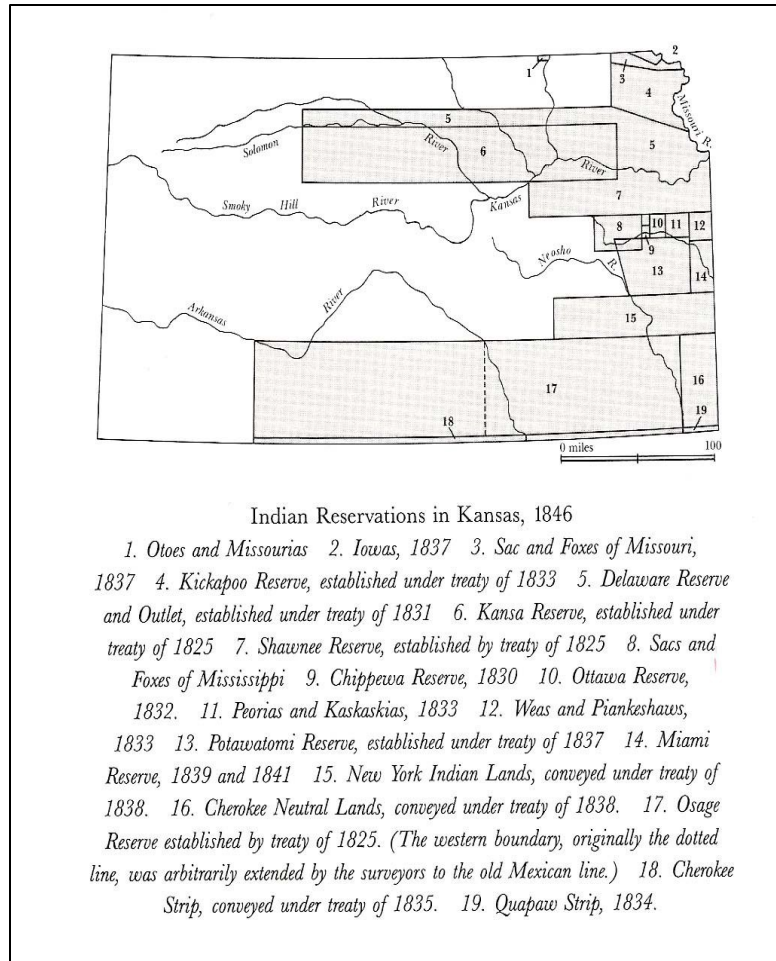 1
2
3
4
Missouri R.
5
Solomon
River
6
5
River
Kansas
7
Smoky Hill River
8
9
10
11
12
Neosho R.
13
14
Arkansas River
15
16
17
18
19
0 miles 100
Indian Reservations in Kansas, 1846
1. Otoes and Missourias 2. Iowas, 1837 3. Sac and Foxes of Missouri,
1837 4. Kickapoo Reserve, established under treaty of 1833 5. Delaware Reserve
and Outlet, established under treaty of 1831 6. Kansa Reserve, established under
treaty of 1825 7. Shawnee Reserve, established by treaty of 1825 8. Sacs and
Foxes of Mississippi 9. Chippewa Reserve, 1830 10. Ottawa Reserve,
1832. 11. Peorias and Kaskaskias, 1833 12. Weas and Piankeshaws,
1833 13. Potawatomi Reserve, established under treaty of 1837 14. Miami
Reserve, 1839 and 1841 15. New York Indian Lands, conveyed under treaty of
1838. 16. Cherokee Neutral Lands, conveyed under treaty of 1838. 17. Osage
Reserve established by treaty of 1825. (The western boundary, originally the dotted
line, was arbitrarily extended by the surveyors to the old Mexican line.) 18. Cherokee
Strip, conveyed under treaty of 1835. 19. Quapaw Strip, 1834.